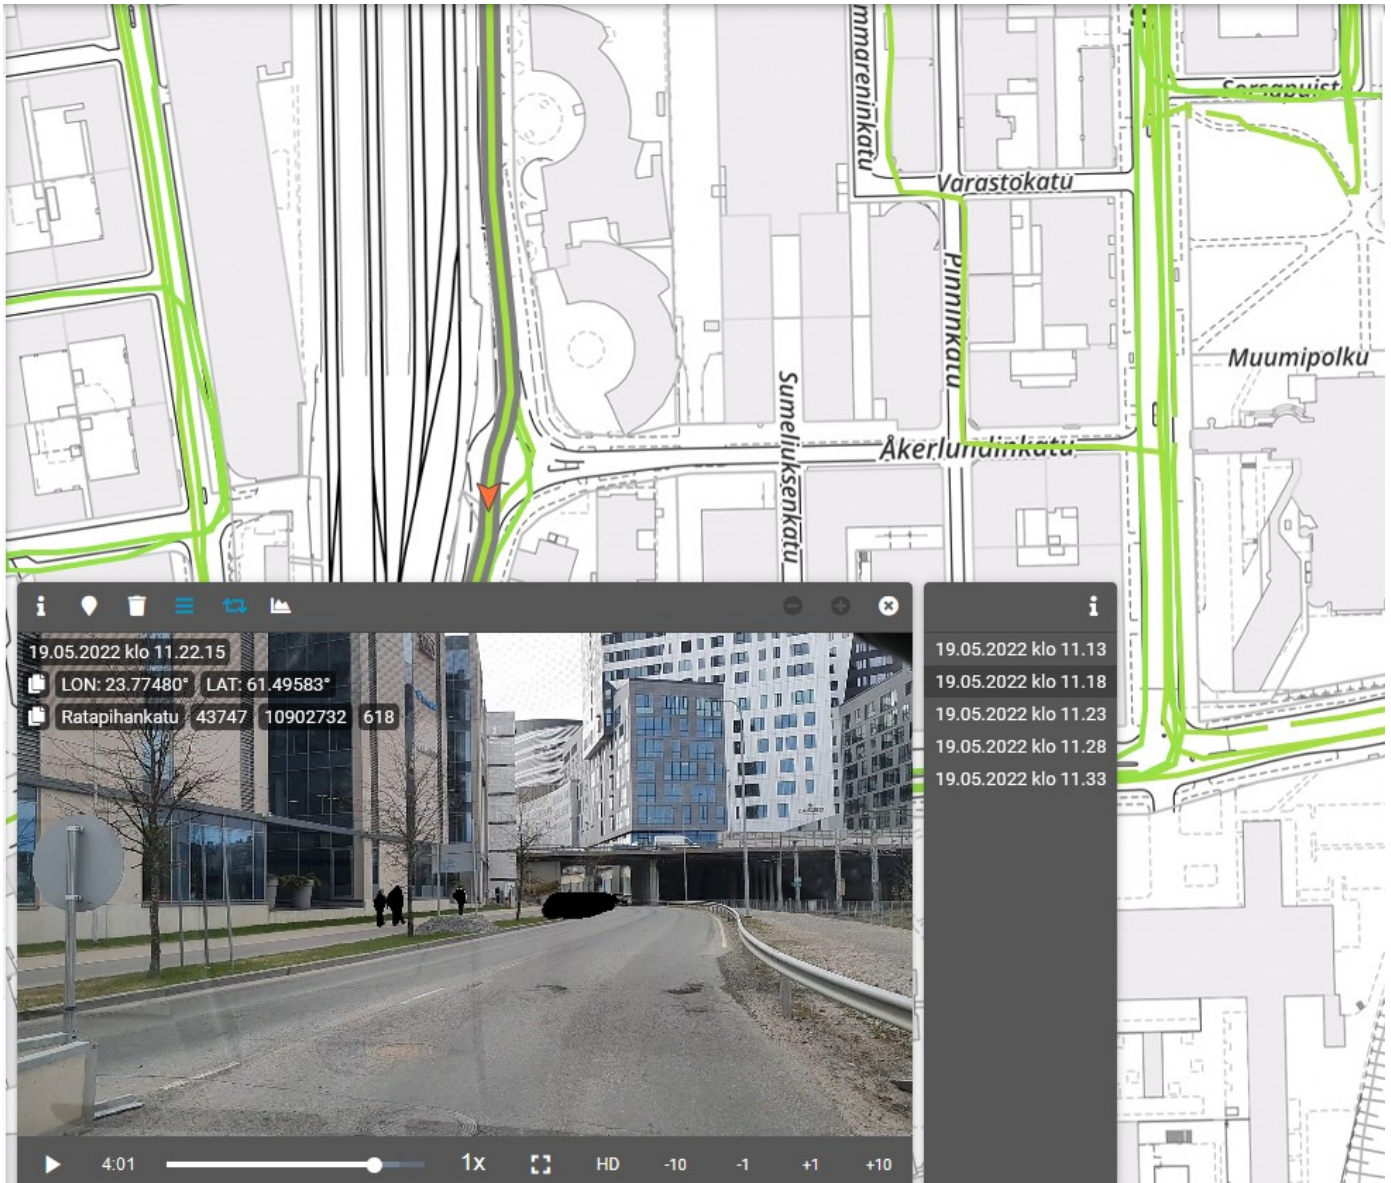 mmareninkatu
Sorsapuist
Varastokatu
Pinninkatu
Muumipolku
Sumeliuksenkatu
Åkerlundinkatu
19.05.2022 klo 11.22.15
LON: 23.77480° LAT: 61.49583°
Ratapihankatu 43747 10902732 618
19.05.2022 klo 11.13
19.05.2022 klo 11.18
19.05.2022 klo 11.23
19.05.2022 klo 11.28
19.05.2022 klo 11.33
4:01 1x HD -10 -1 +1 +10